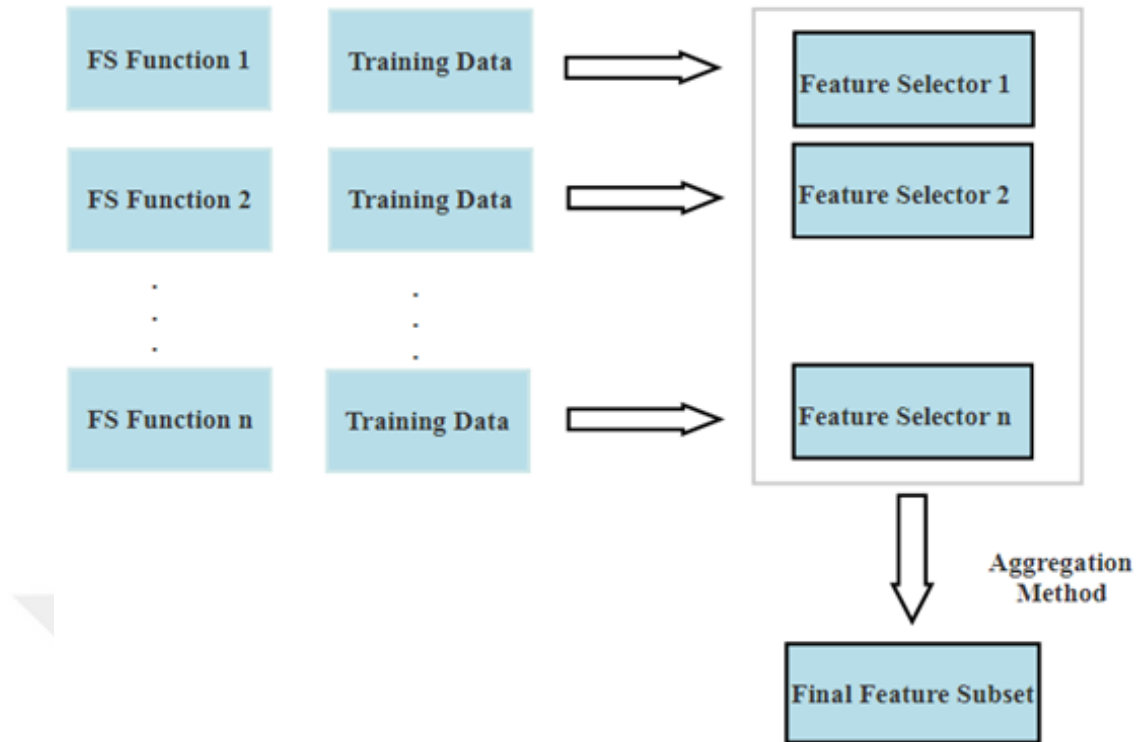 FS Function 1
Training Data
Feature Selector 1
FS Function 2
Training Data
Feature Selector 2
.
.
.
.
.
.
FS Function n
Training Data
Feature Selector n
Aggregation
Method
Final Feature Subset